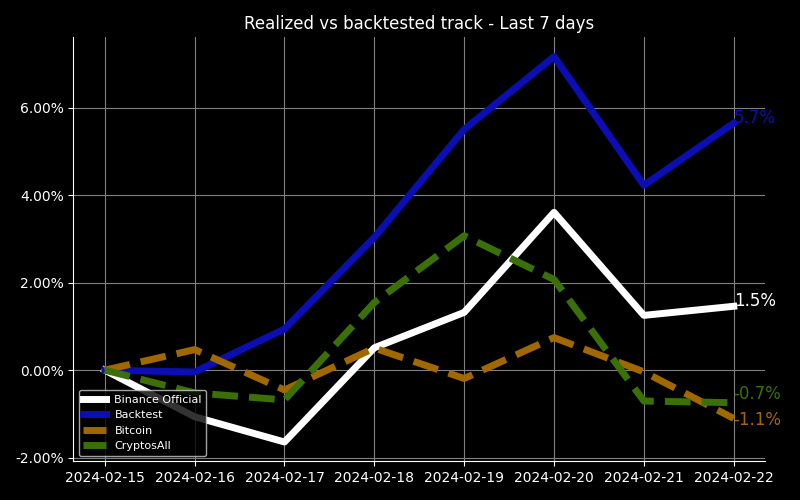 Realized vs backtested track - Last 7 days
6.00%
4.00%
2.00%
0.00%
-2.00%
5.7%
1.5%
-0.7%
-1.1%
Binance Official
Backtest
Bitcoin
CryptosAll
2024-02-15 2024-02-16 2024-02-17 2024-02-18 2024-02-19 2024-02-20 2024-02-21 2024-02-22